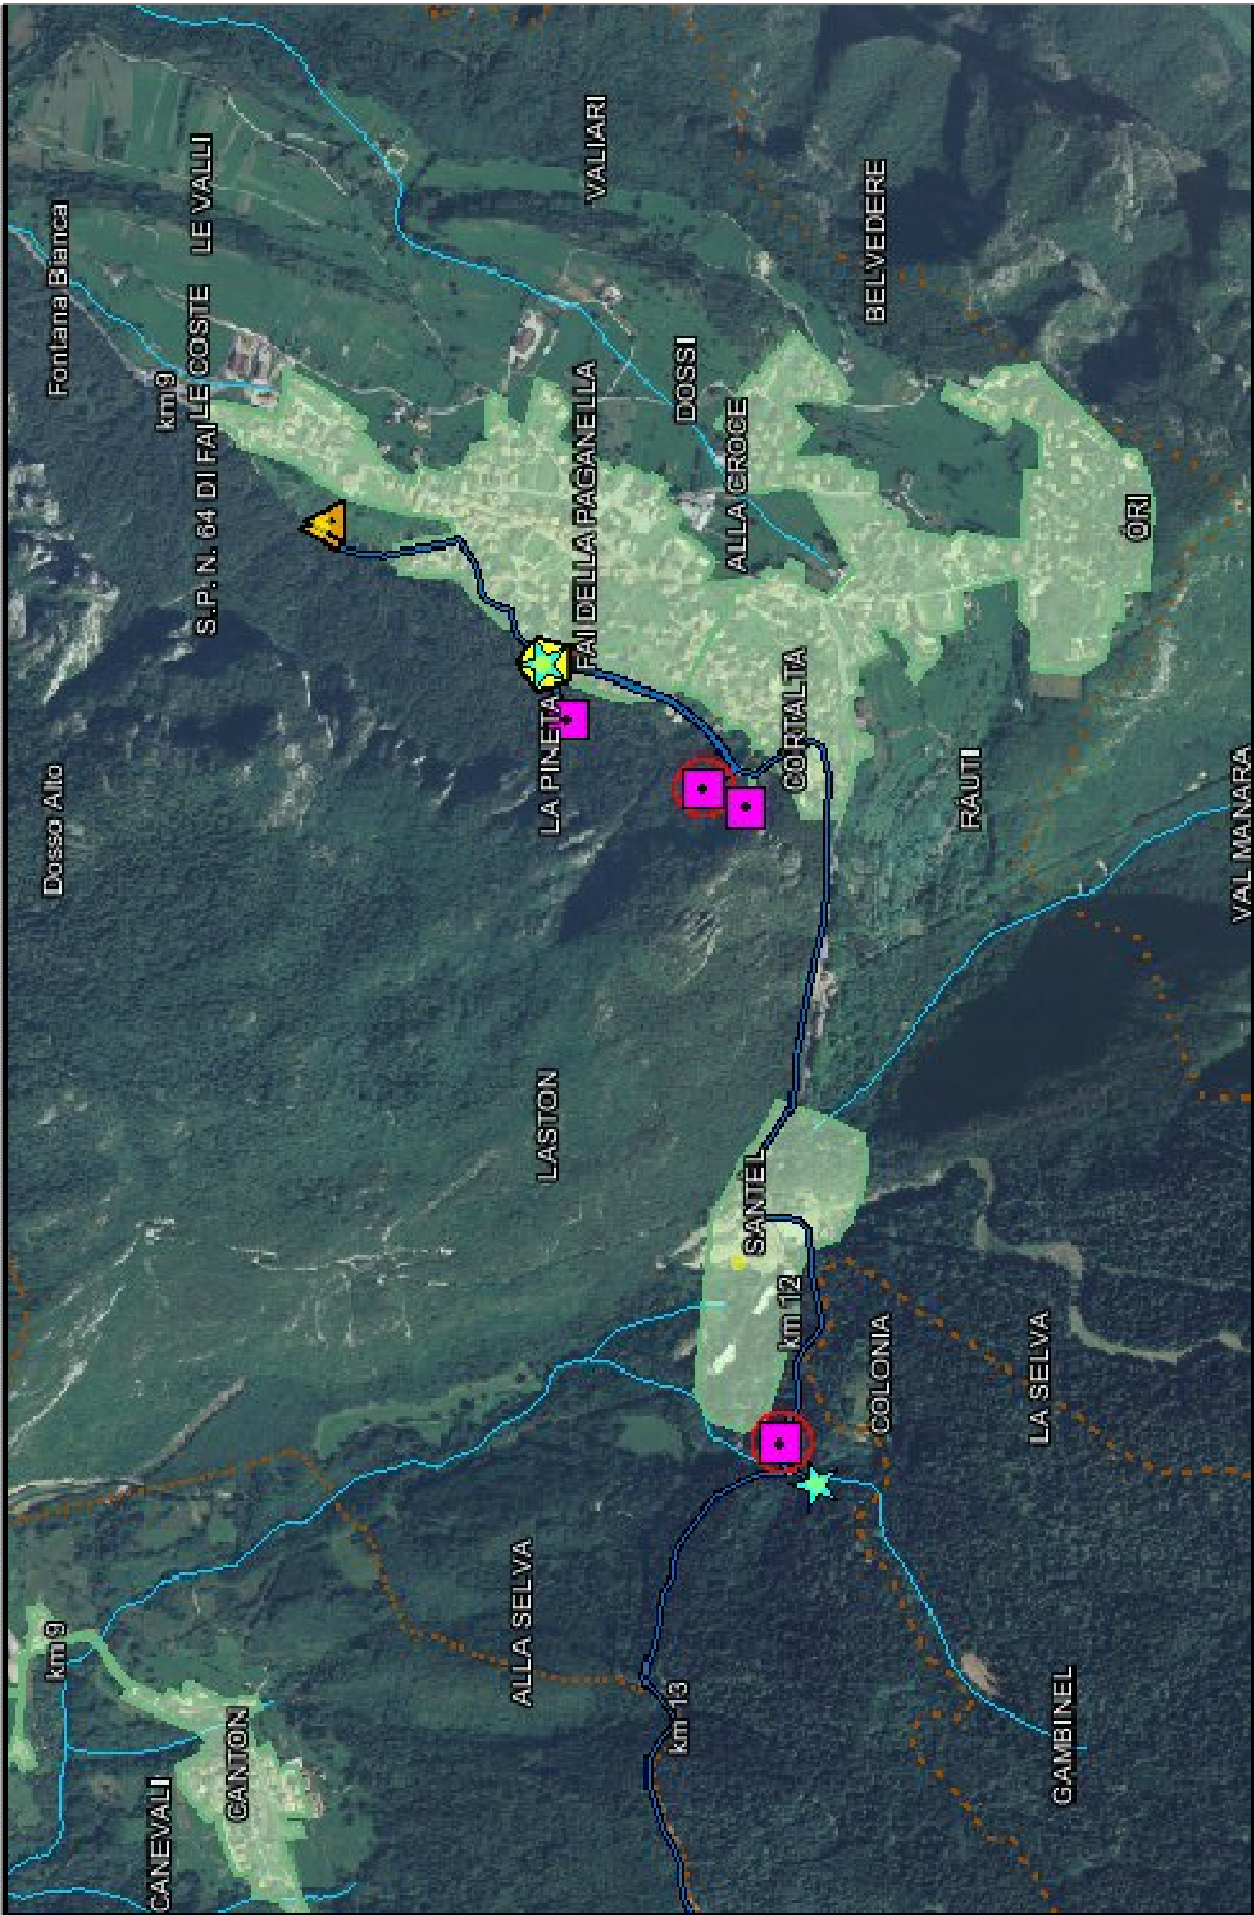 Fontana Bianca
LE VALLI
VALIARI
BELVEDERE
km 9
LE COSTE
S.P. N. 64 DI FAI
DOSSI
ALLA CROCE
FAI DELLA PAGANELLA
ÓRI
Dosso Alto
LA PINETA
CORTALTA
RAUTI
VAL MANARA
LASTON
SANTÈL
km 12
COLONIA
LA SELVA
km 9
ALLA SELVA
km 13
GAMBINEL
CANTON
CANEVALI